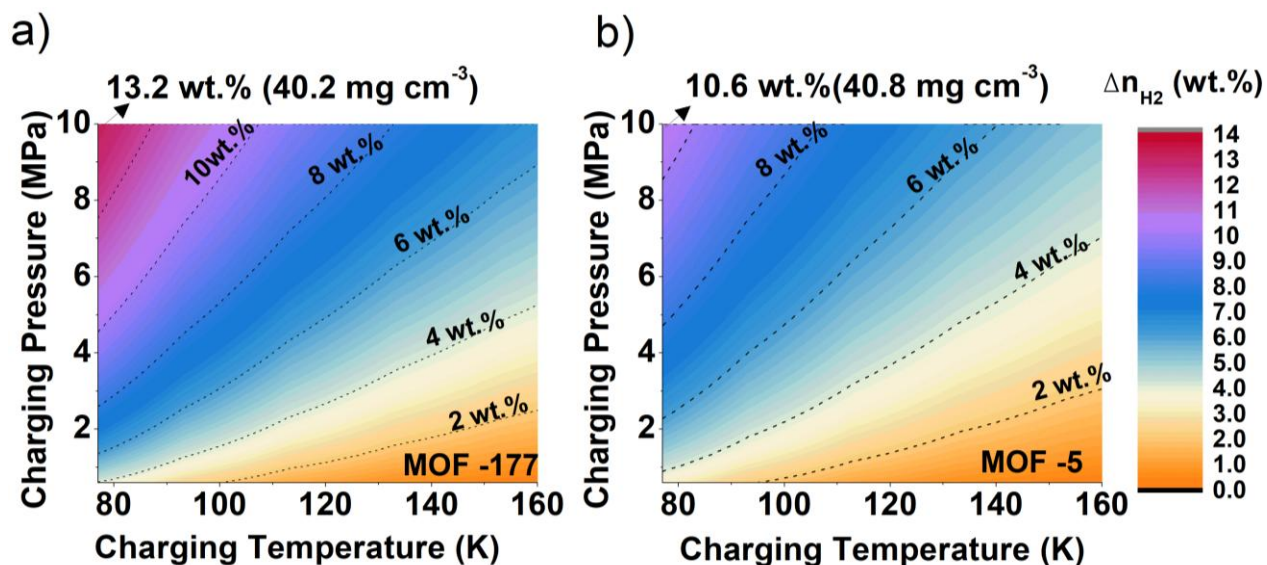 a)
13.2 wt.% (40.2 mg cm⁻³)
10
8
6
4
2
Charging Pressure (MPa)
10wt.%
8 wt.%
6 wt.%
4 wt.%
2 wt.%
MOF -177
80 100 120 140 160
Charging Temperature (K)
b)
10.6 wt.%(40.8 mg cm⁻³)
10
8
6
4
2
Charging Pressure (MPa)
8 wt.%
6 wt.%
4 wt.%
2 wt.%
MOF -5
80 100 120 140 160
Charging Temperature (K)
Δn_H2 (wt.%)
14
13
12
11
10
9.0
8.0
7.0
6.0
5.0
4.0
3.0
2.0
1.0
0.0